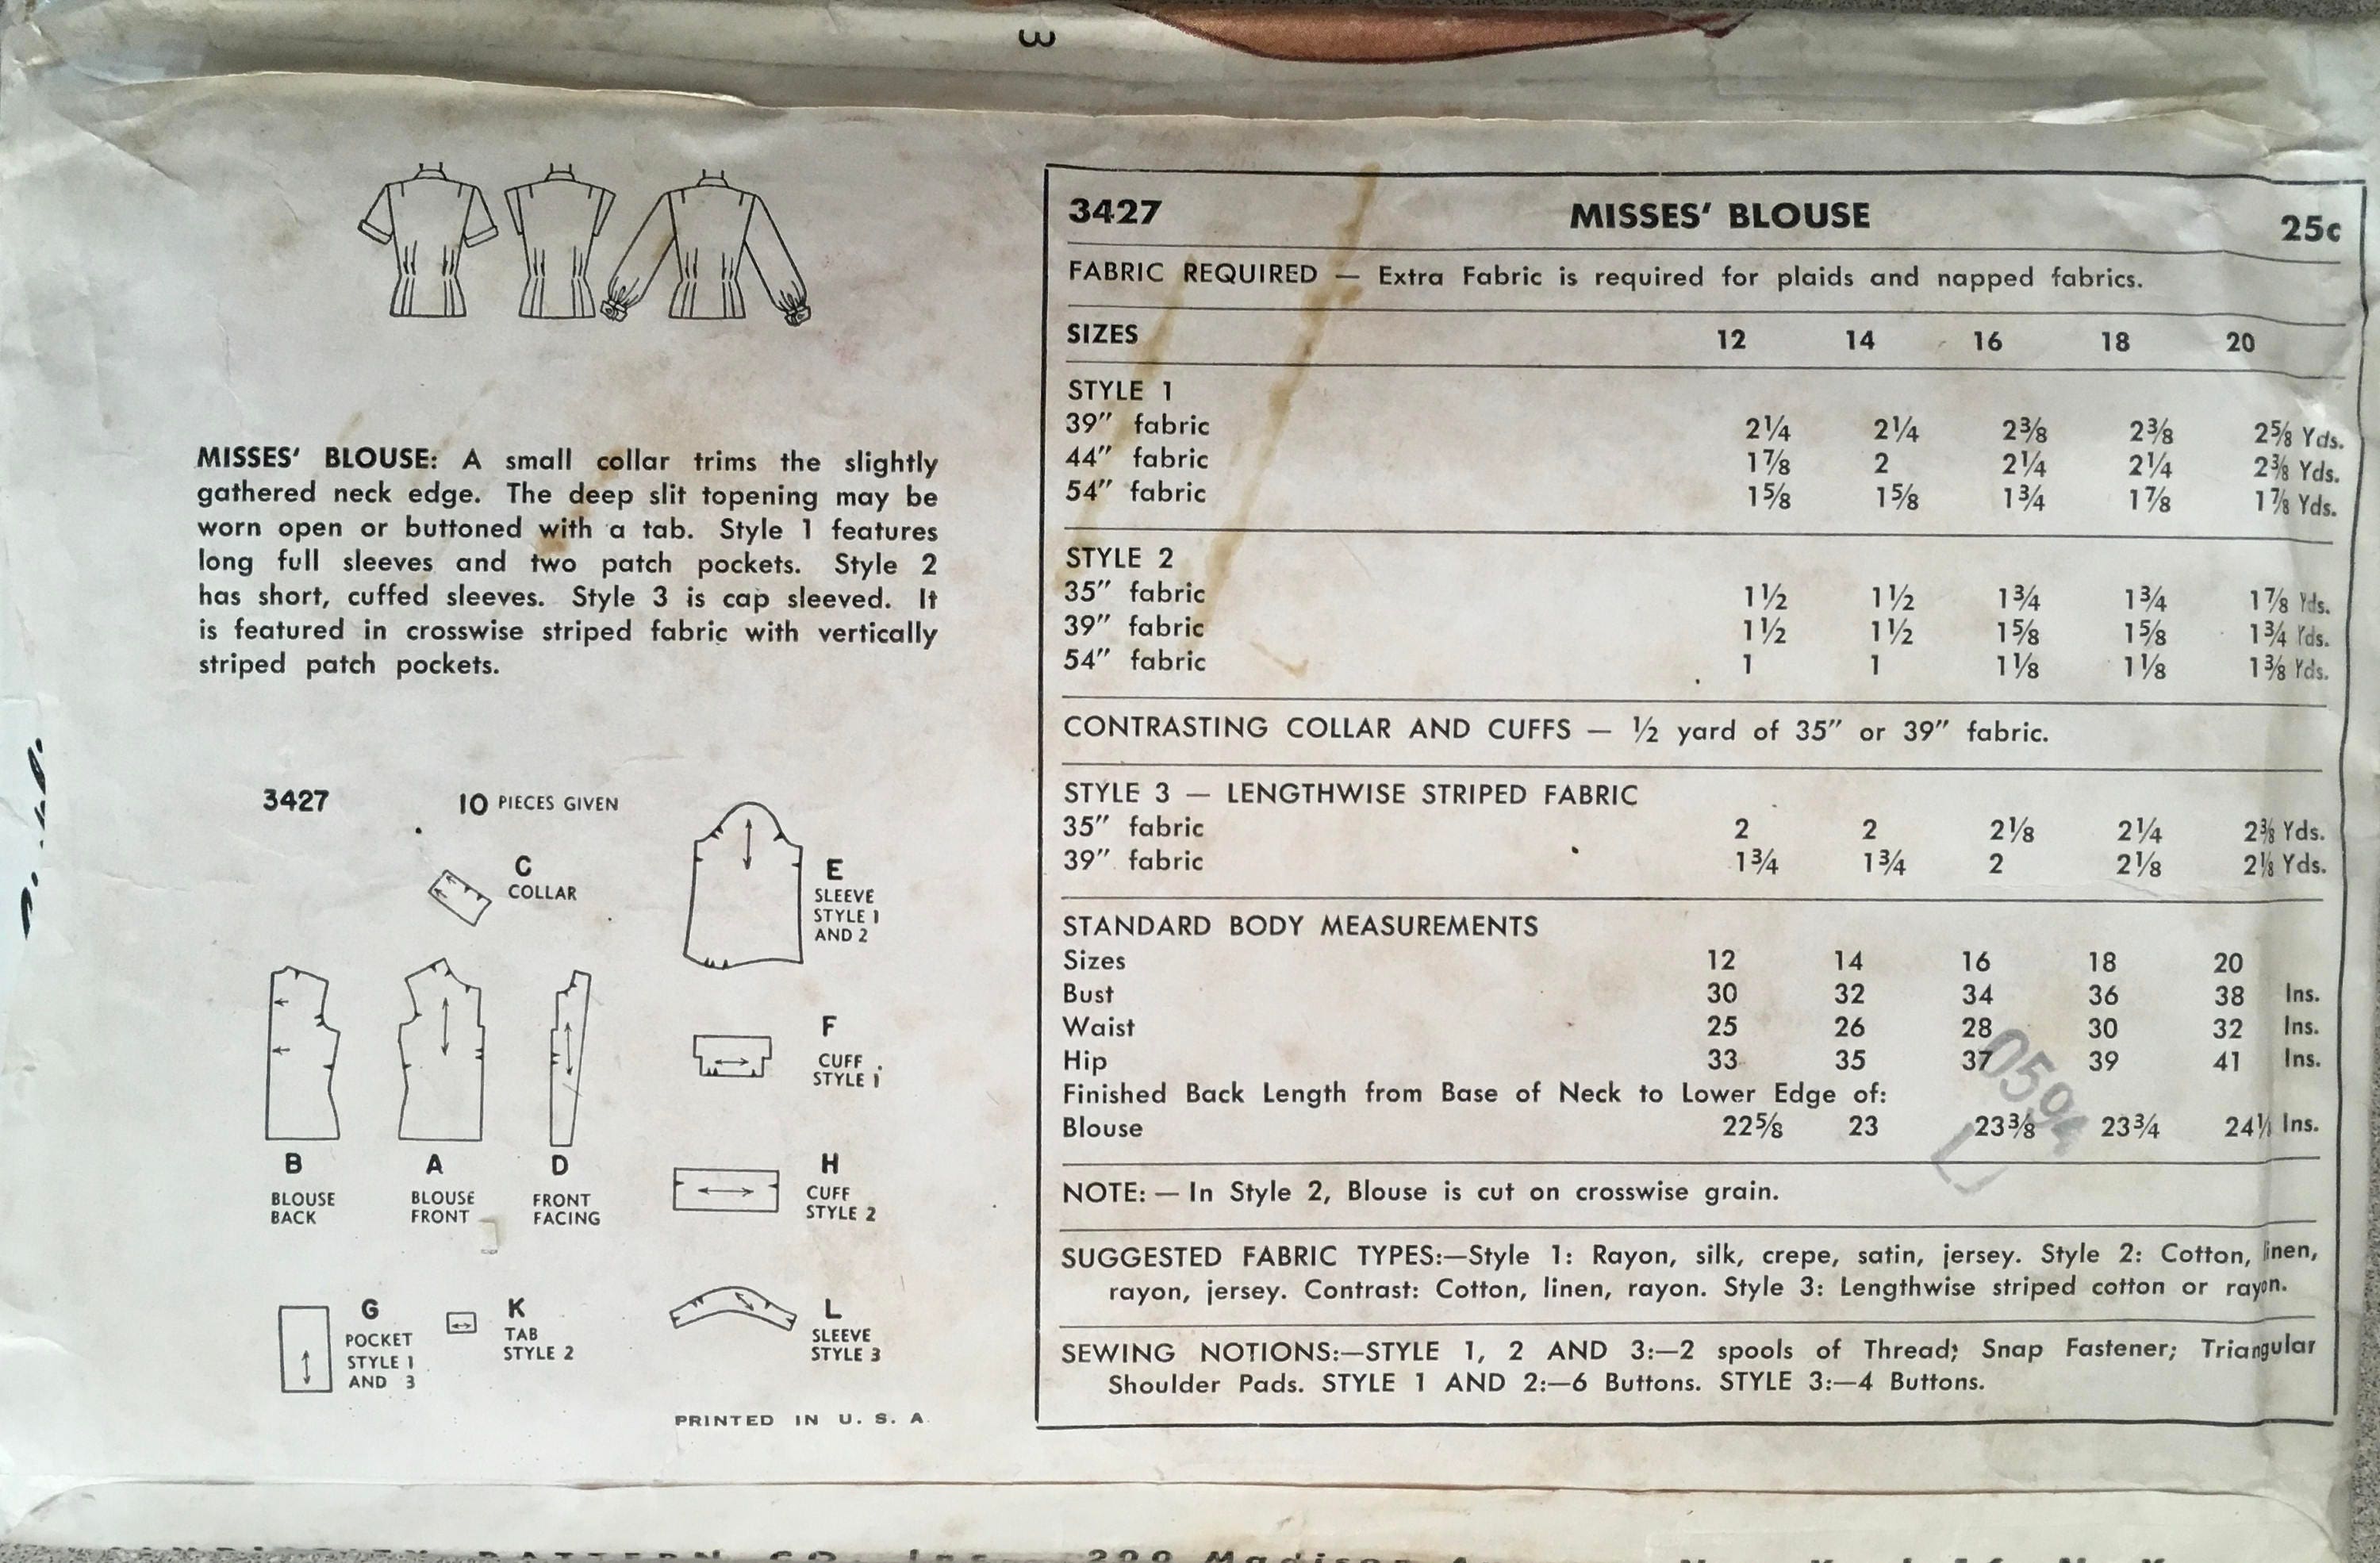 3
MISSES' BLOUSE: A small collar trims the slightly
gathered neck edge. The deep slit topening may be
worn open or buttoned with a tab. Style 1 features
long full sleeves and two patch pockets. Style 2
has short, cuffed sleeves. Style 3 is cap sleeved. It
is featured in crosswise striped fabric with vertically
striped patch pockets.
3427 10 PIECES GIVEN
C
COLLAR
E
SLEEVE
STYLE 1
AND 2
B
BLOUSE
BACK
A
BLOUSE
FRONT
D
FRONT
FACING
F
CUFF
STYLE 1
H
CUFF
STYLE 2
G
POCKET
STYLE 1
AND 3
K
TAB
STYLE 2
L
SLEEVE
STYLE 3
PRINTED IN U. S. A.
3427 MISSES' BLOUSE 25c
FABRIC REQUIRED — Extra Fabric is required for plaids and napped fabrics.
SIZES 12 14 16 18 20
STYLE 1
39" fabric 2¼ 2¼ 2⅜ 2⅜ 2⅝ Yds.
44" fabric 1⅞ 2 2¼ 2¼ 2⅜ Yds.
54" fabric 1⅝ 1⅝ 1¾ 1⅞ 1⅞ Yds.
STYLE 2
35" fabric 1½ 1½ 1¾ 1¾ 1⅞ Yds.
39" fabric 1½ 1½ 1⅝ 1⅝ 1¾ Yds.
54" fabric 1 1 1⅛ 1⅛ 1⅜ Yds.
CONTRASTING COLLAR AND CUFFS — ½ yard of 35" or 39" fabric.
STYLE 3 — LENGTHWISE STRIPED FABRIC
35" fabric 2 2 2⅛ 2¼ 2⅜ Yds.
39" fabric 1¾ 1¾ 2 2⅛ 2⅛ Yds.
STANDARD BODY MEASUREMENTS
Sizes 12 14 16 18 20
Bust 30 32 34 36 38 Ins.
Waist 25 26 28 30 32 Ins.
Hip 33 35 37 39 41 Ins.
Finished Back Length from Base of Neck to Lower Edge of:
Blouse 22⅝ 23 23⅜ 23¾ Ins.
0594
NOTE: — In Style 2, Blouse is cut on crosswise grain.
SUGGESTED FABRIC TYPES:—Style 1: Rayon, silk, crepe, satin, jersey. Style 2: Cotton, linen,
rayon, jersey. Contrast: Cotton, linen, rayon. Style 3: Lengthwise striped cotton or rayon.
SEWING NOTIONS:—STYLE 1, 2 AND 3:—2 spools of Thread; Snap Fastener; Triangular
Shoulder Pads. STYLE 1 AND 2:—6 Buttons. STYLE 3:—4 Buttons.